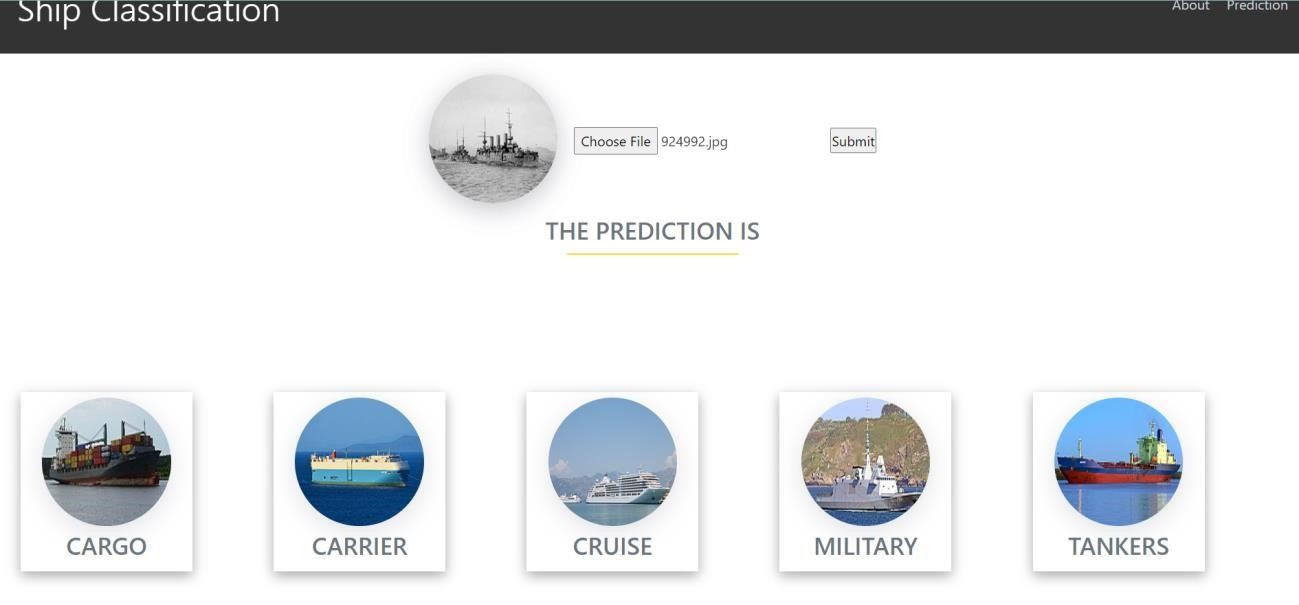 Ship Classification
About Prediction
Choose File 924992.jpg Submit
THE PREDICTION IS
CARGO CARRIER CRUISE MILITARY TANKERS